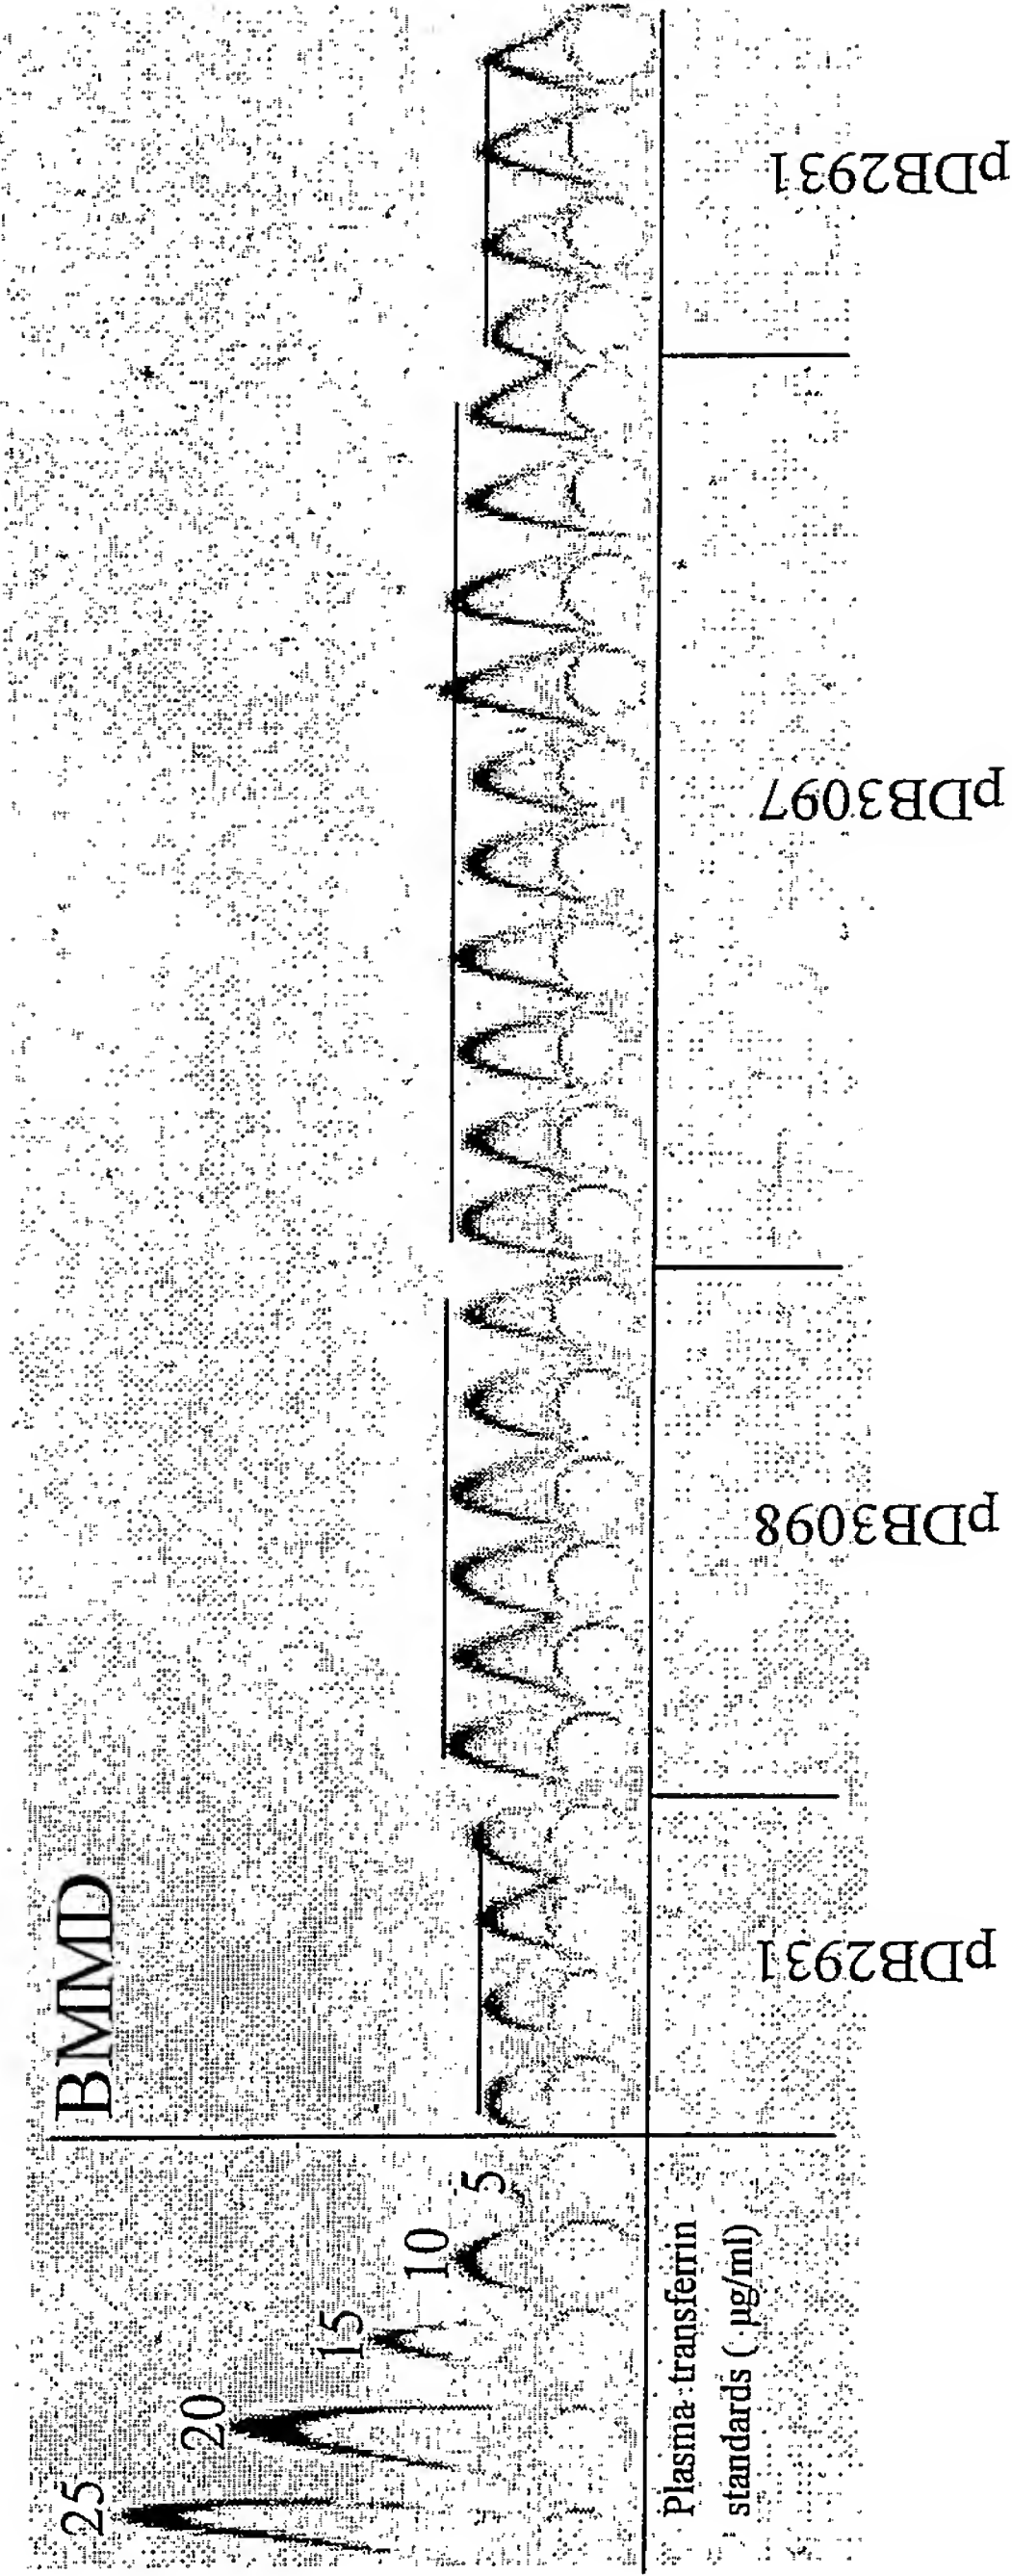 BMMD
25
20
15
10
5
Plasma transferrin
standards ( µg/ml)
pDB2931
pDB3098
pDB3097
pDB2931